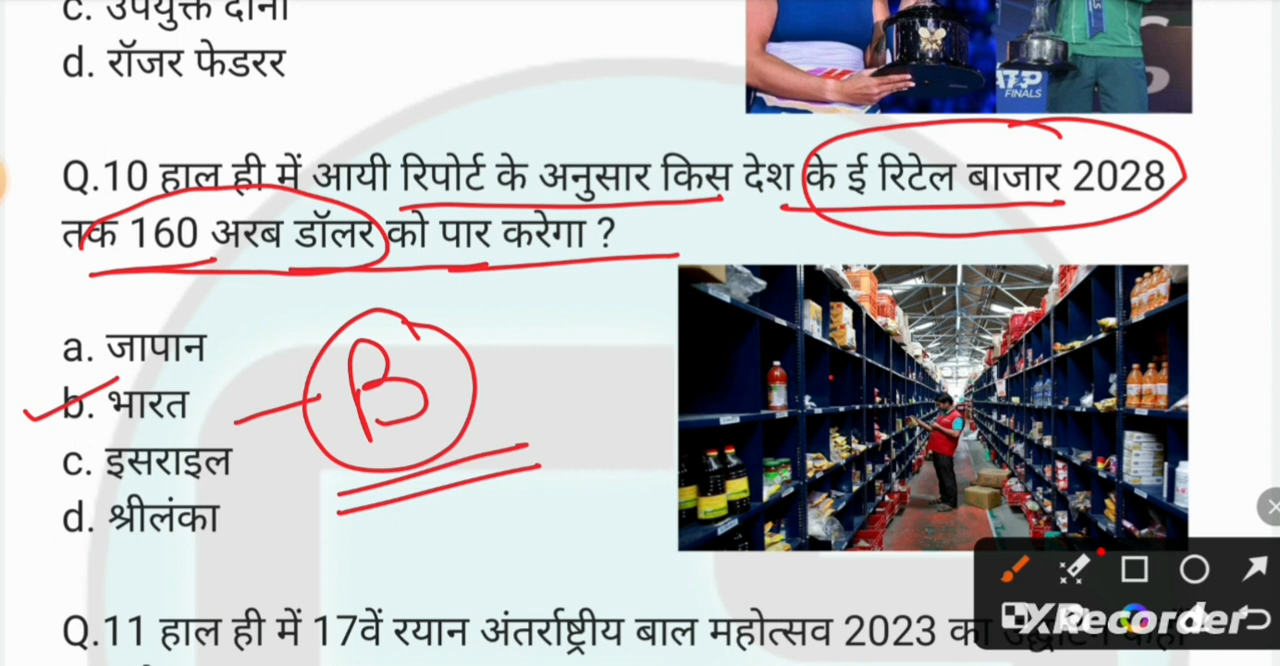 c. उपयुक्त दोनों
d. रॉजर फेडरर
ATP
FINALS
Q.10 हाल ही में आयी रिपोर्ट के अनुसार किस देश के ई रिटेल बाजार 2028
तक 160 अरब डॉलर को पार करेगा ?
a. जापान
b. भारत
B
c. इसराइल
d. श्रीलंका
Q.11 हाल ही में 17वें रयान अंतर्राष्ट्रीय बाल महोत्सव 2023 का
XRecorder